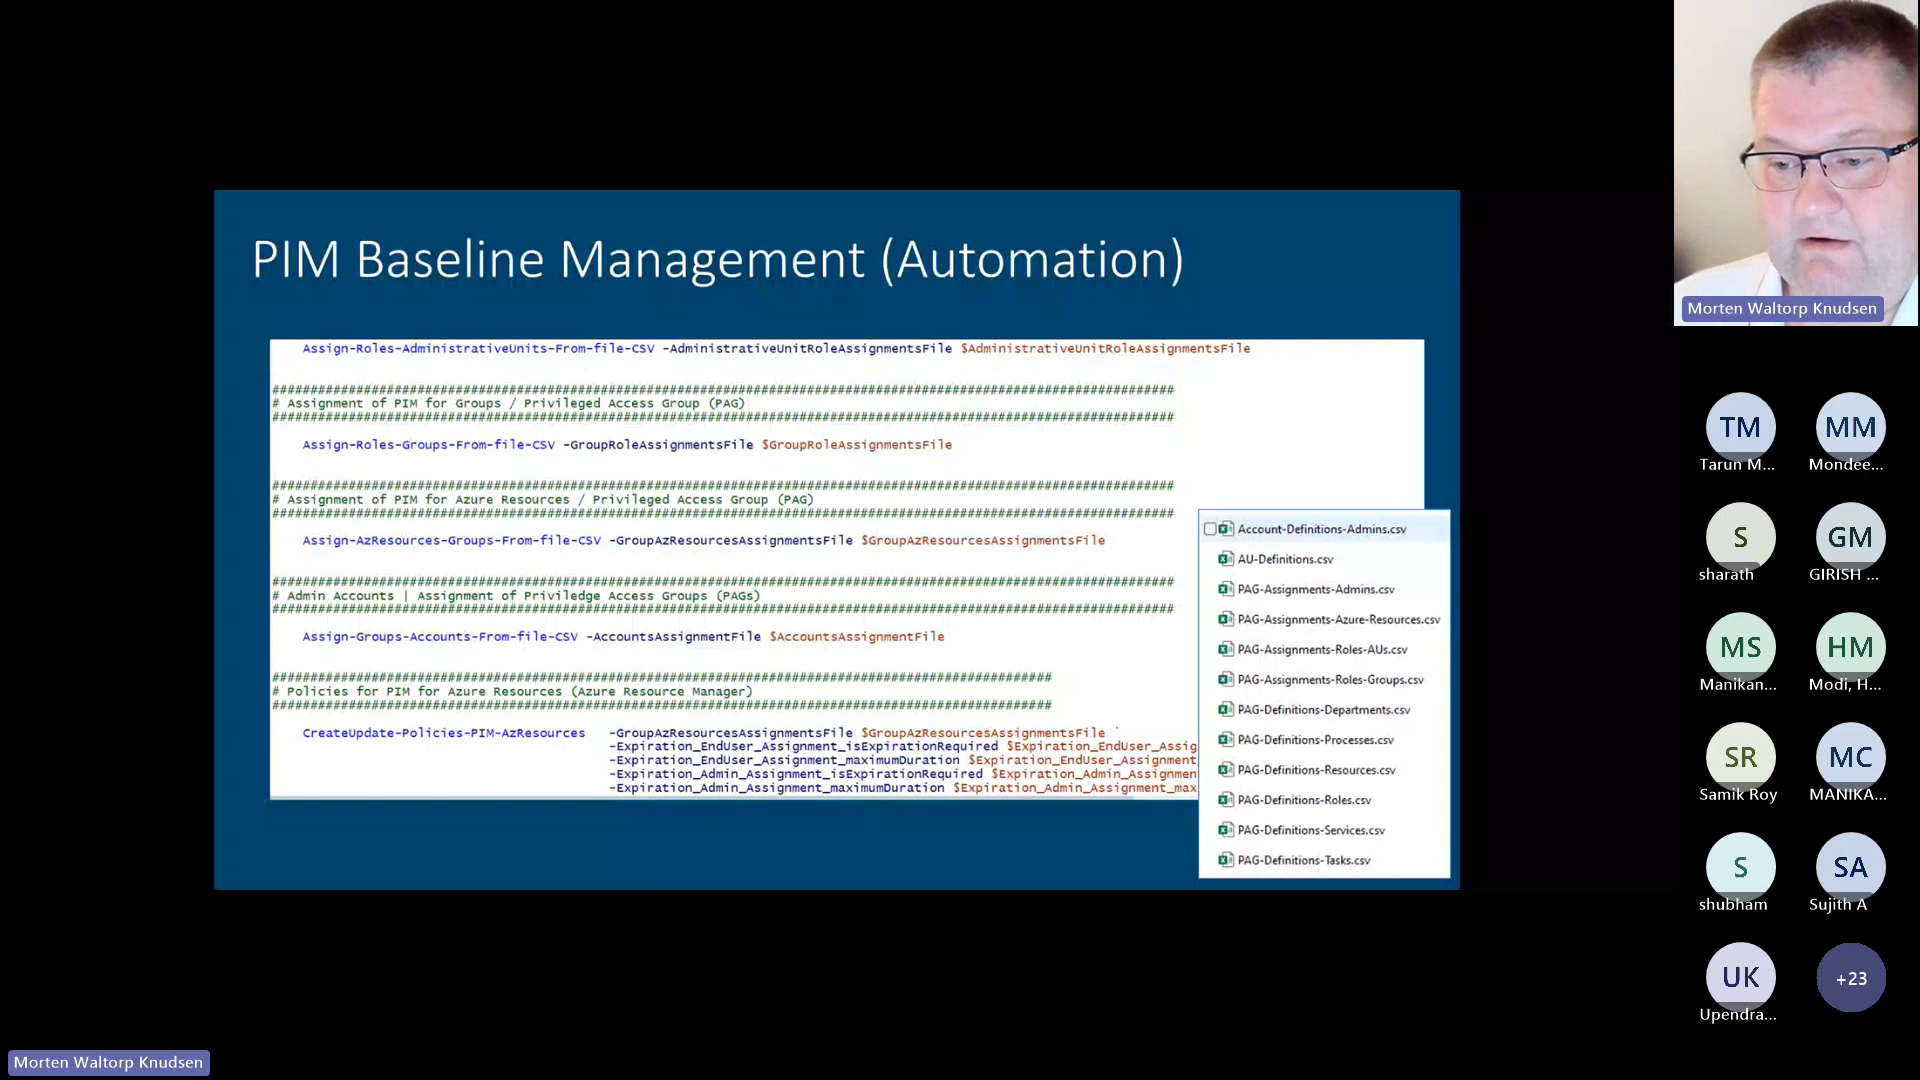 PIM Baseline Management (Automation)
Assign-Roles-AdministrativeUnits-From-file-CSV -AdministrativeUnitRoleAssignmentsFile $AdministrativeUnitRoleAssignmentsFile
# Assignment of PIM for Groups / Privileged Access Group (PAG)
Assign-Roles-Groups-From-file-CSV -GroupRoleAssignmentsFile $GroupRoleAssignmentsFile
# Assignment of PIM for Azure Resources / Privileged Access Group (PAG)
Assign-AzResources-Groups-From-file-CSV -GroupAzResourcesAssignmentsFile $GroupAzResourcesAssignmentsFile
# Admin Accounts | Assignment of Priviledge Access Groups (PAGs)
Assign-Groups-Accounts-From-file-CSV -AccountsAssignmentFile $AccountsAssignmentFile
# Policies for PIM for Azure Resources (Azure Resource Manager)
CreateUpdate-Policies-PIM-AzResources -GroupAzResourcesAssignmentsFile $GroupAzResourcesAssignmentsFile `
-Expiration_EndUser_Assignment_isExpirationRequired $Expiration_EndUser_Assig
-Expiration_EndUser_Assignment_maximumDuration $Expiration_EndUser_Assignment
-Expiration_Admin_Assignment_isExpirationRequired $Expiration_Admin_Assignment
-Expiration_Admin_Assignment_maximumDuration $Expiration_Admin_Assignment_max
Account-Definitions-Admins.csv
AU-Definitions.csv
PAG-Assignments-Admins.csv
PAG-Assignments-Azure-Resources.csv
PAG-Assignments-Roles-AUs.csv
PAG-Assignments-Roles-Groups.csv
PAG-Definitions-Departments.csv
PAG-Definitions-Processes.csv
PAG-Definitions-Resources.csv
PAG-Definitions-Roles.csv
PAG-Definitions-Services.csv
PAG-Definitions-Tasks.csv
Morten Waltorp Knudsen
TM
Tarun M...
MM
Mondee...
S
sharath
GM
GIRISH ...
MS
Manikan...
HM
Modi, H...
SR
Samik Roy
MC
MANIKA...
S
shubham
SA
Sujith A
UK
Upendra...
+23
Morten Waltorp Knudsen